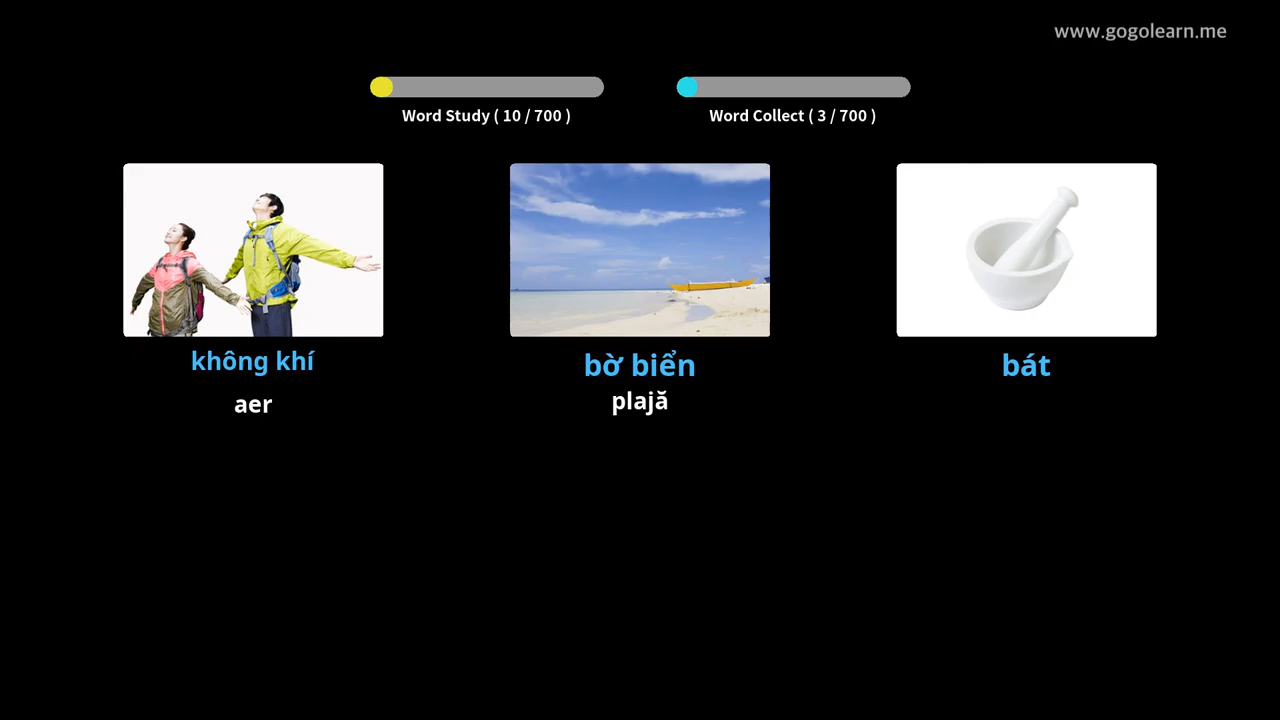 www.gogolearn.me
Word Study ( 10 / 700 )
Word Collect ( 3 / 700 )
không khí
bờ biển
bát
aer
plajă